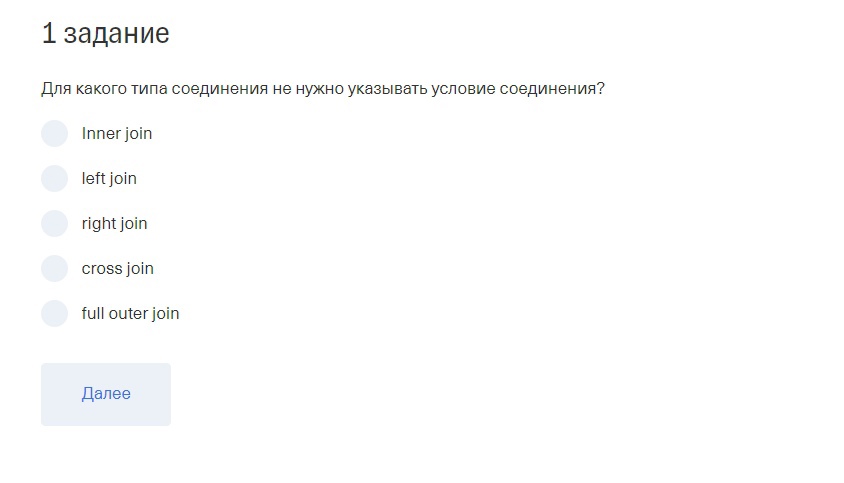 1 задание
Для какого типа соединения не нужно указывать условие соединения?
Inner join
left join
right join
cross join
full outer join
Далее